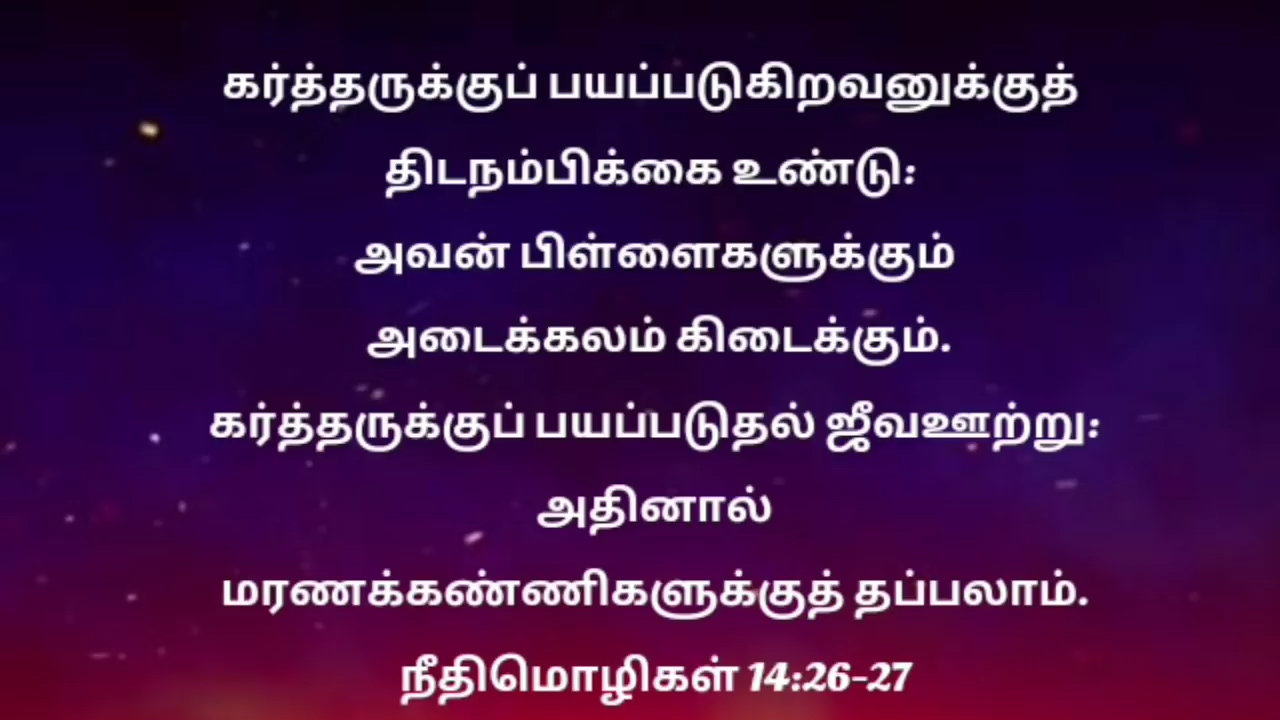 கர்த்தருக்குப் பயப்படுகிறவனுக்குத்
திடநம்பிக்கை உண்டு:
அவன் பிள்ளைகளுக்கும்
அடைக்கலம் கிடைக்கும்.
கர்த்தருக்குப் பயப்படுதல் ஜீவஊற்று:
அதினால்
மரணக்கண்ணிகளுக்குத் தப்பலாம்.
நீதிமொழிகள் 14:26-27